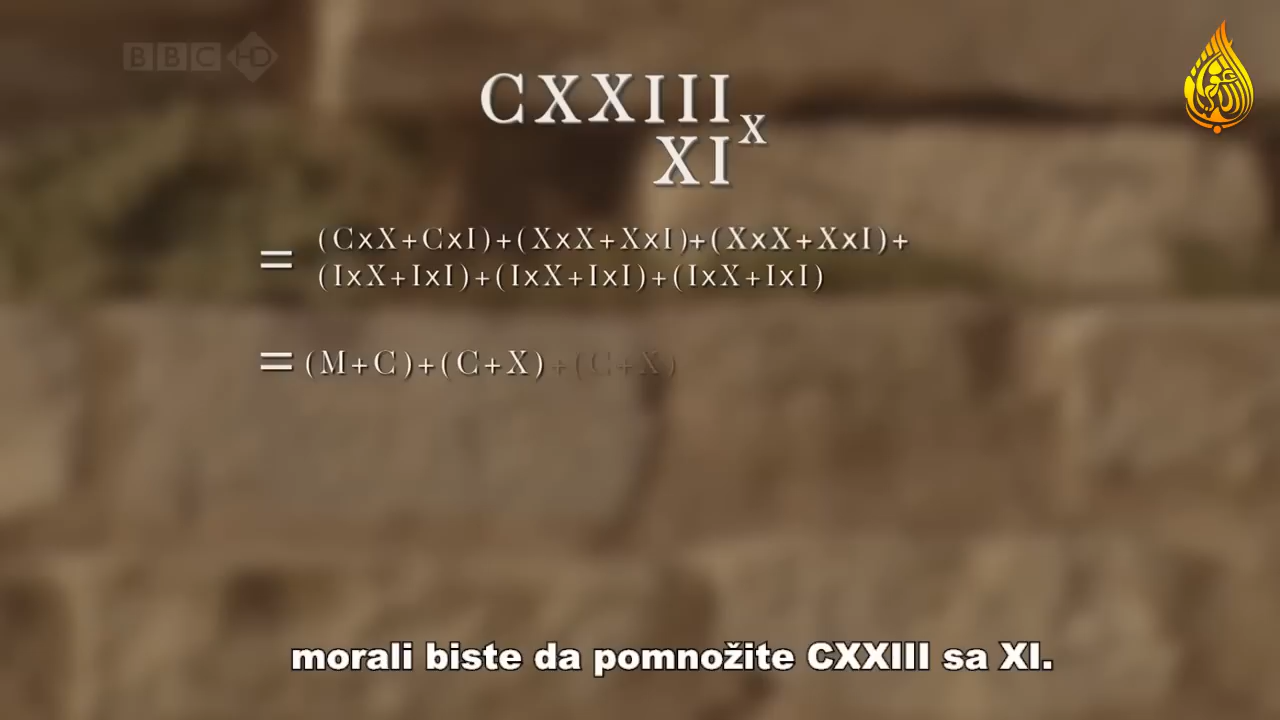 BBC HD
CXXIII
x
XI
= (CxX+CxI)+(XxX+XxI)+(XxX+XxI)+
(IxX+IxI)+(IxX+IxI)+(IxX+IxI)
= (M+C)+(C+X)+(C+X)
morali biste da pomnožite CXXIII sa XI.